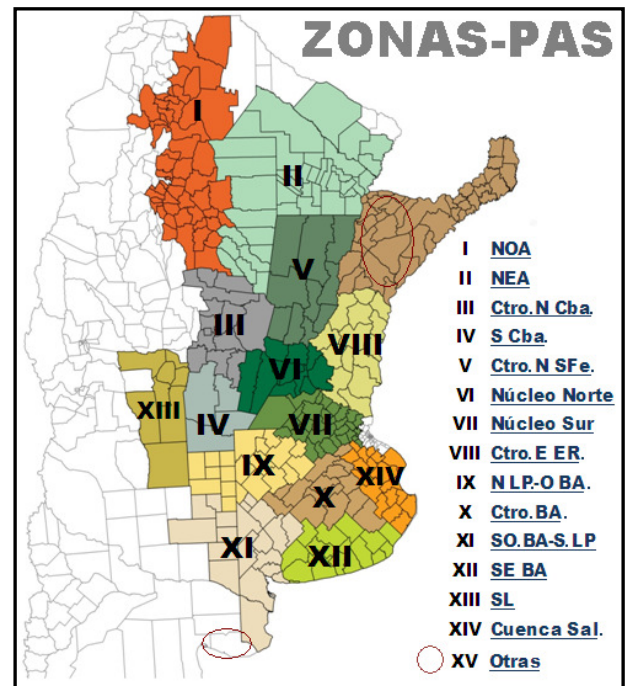 ZONAS-PAS
I
II
V
III
VIII
VI
XIII
IV
VII
IX
XIV
X
XI
XII
I NOA
II NEA
III Ctro.N Cba.
IV S Cba.
V Ctro.N SFe.
VI Núcleo Norte
VII Núcleo Sur
VIII Ctro.E ER.
IX N LP.-O BA.
X Ctro.BA.
XI SO.BA-S.LP
XII SE BA
XIII SL
XIV Cuenca Sal.
XV Otras